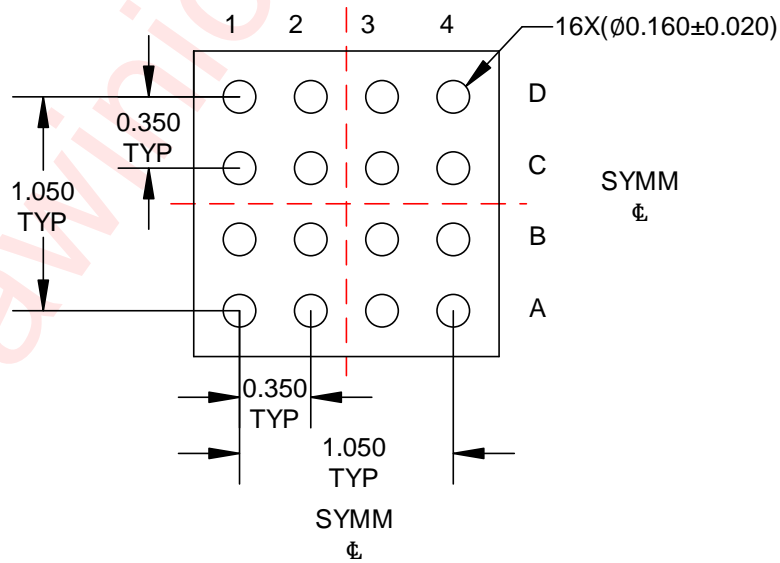 1 2 3 4
16X(Ø0.160±0.020)
D
0.350
TYP
C
1.050
TYP
SYMM
℄
B
A
0.350
TYP
1.050
TYP
SYMM
℄
awinic